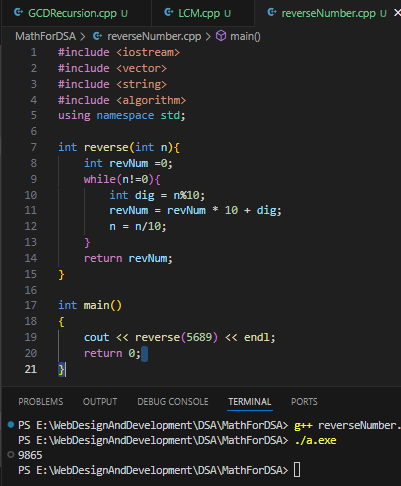 GCDRecursion.cpp U LCM.cpp U reverseNumber.cpp U
MathForDSA > reverseNumber.cpp > main()
1 #include <iostream>
2 #include <vector>
3 #include <string>
4 #include <algorithm>
5 using namespace std;
6
7 int reverse(int n){
8 int revNum =0;
9 while(n!=0){
10 int dig = n%10;
11 revNum = revNum * 10 + dig;
12 n = n/10;
13 }
14 return revNum;
15 }
16
17 int main()
18 {
19 cout << reverse(5689) << endl;
20 return 0;
21 }
PROBLEMS OUTPUT DEBUG CONSOLE TERMINAL PORTS
PS E:\WebDesignAndDevelopment\DSA\MathForDSA> g++ reverseNumber.
PS E:\WebDesignAndDevelopment\DSA\MathForDSA> ./a.exe
9865
PS E:\WebDesignAndDevelopment\DSA\MathForDSA>